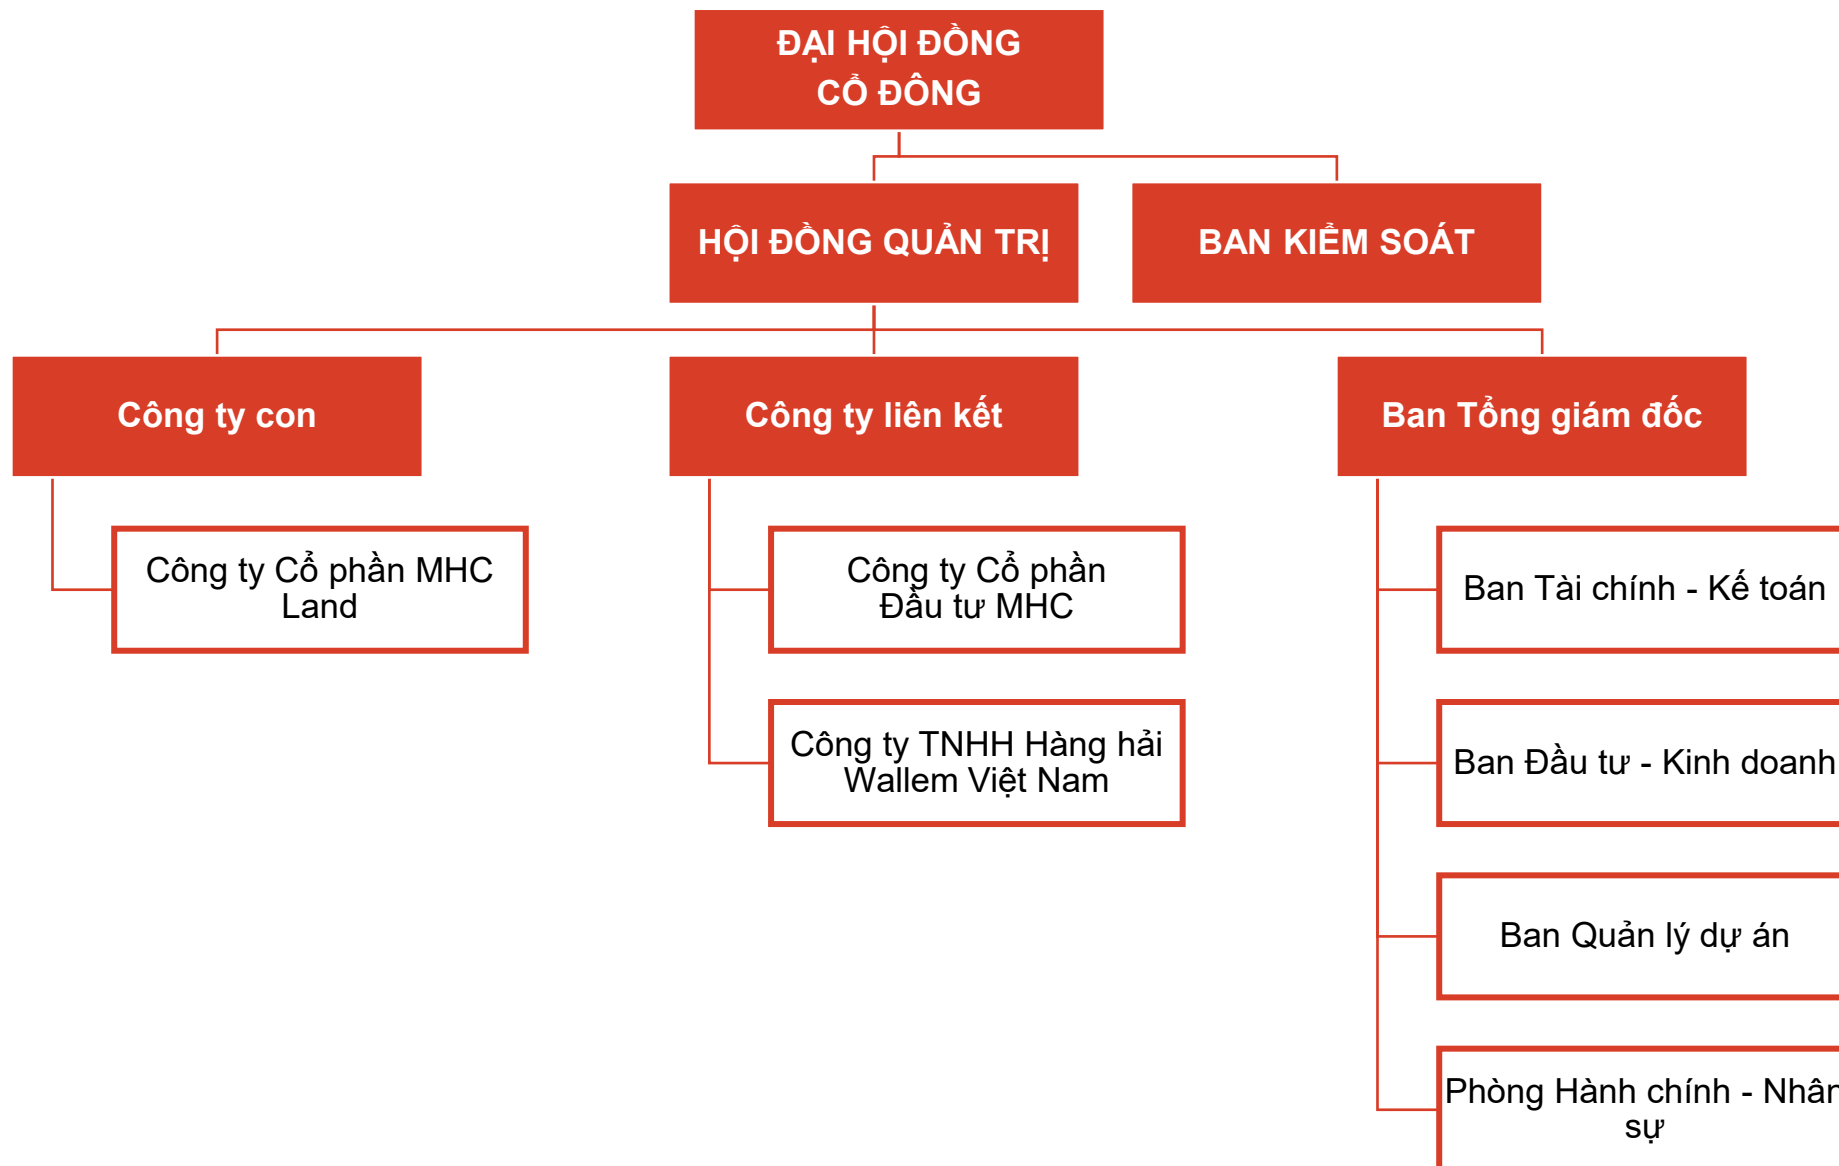 ĐẠI HỘI ĐỒNG
CỔ ĐÔNG
HỘI ĐỒNG QUẢN TRỊ
BAN KIỂM SOÁT
Công ty con
Công ty liên kết
Ban Tổng giám đốc
Công ty Cổ phần MHC
Land
Công ty Cổ phần
Đầu tư MHC
Công ty TNHH Hàng hải
Wallem Việt Nam
Ban Tài chính - Kế toán
Ban Đầu tư - Kinh doanh
Ban Quản lý dự án
Phòng Hành chính - Nhân
sự